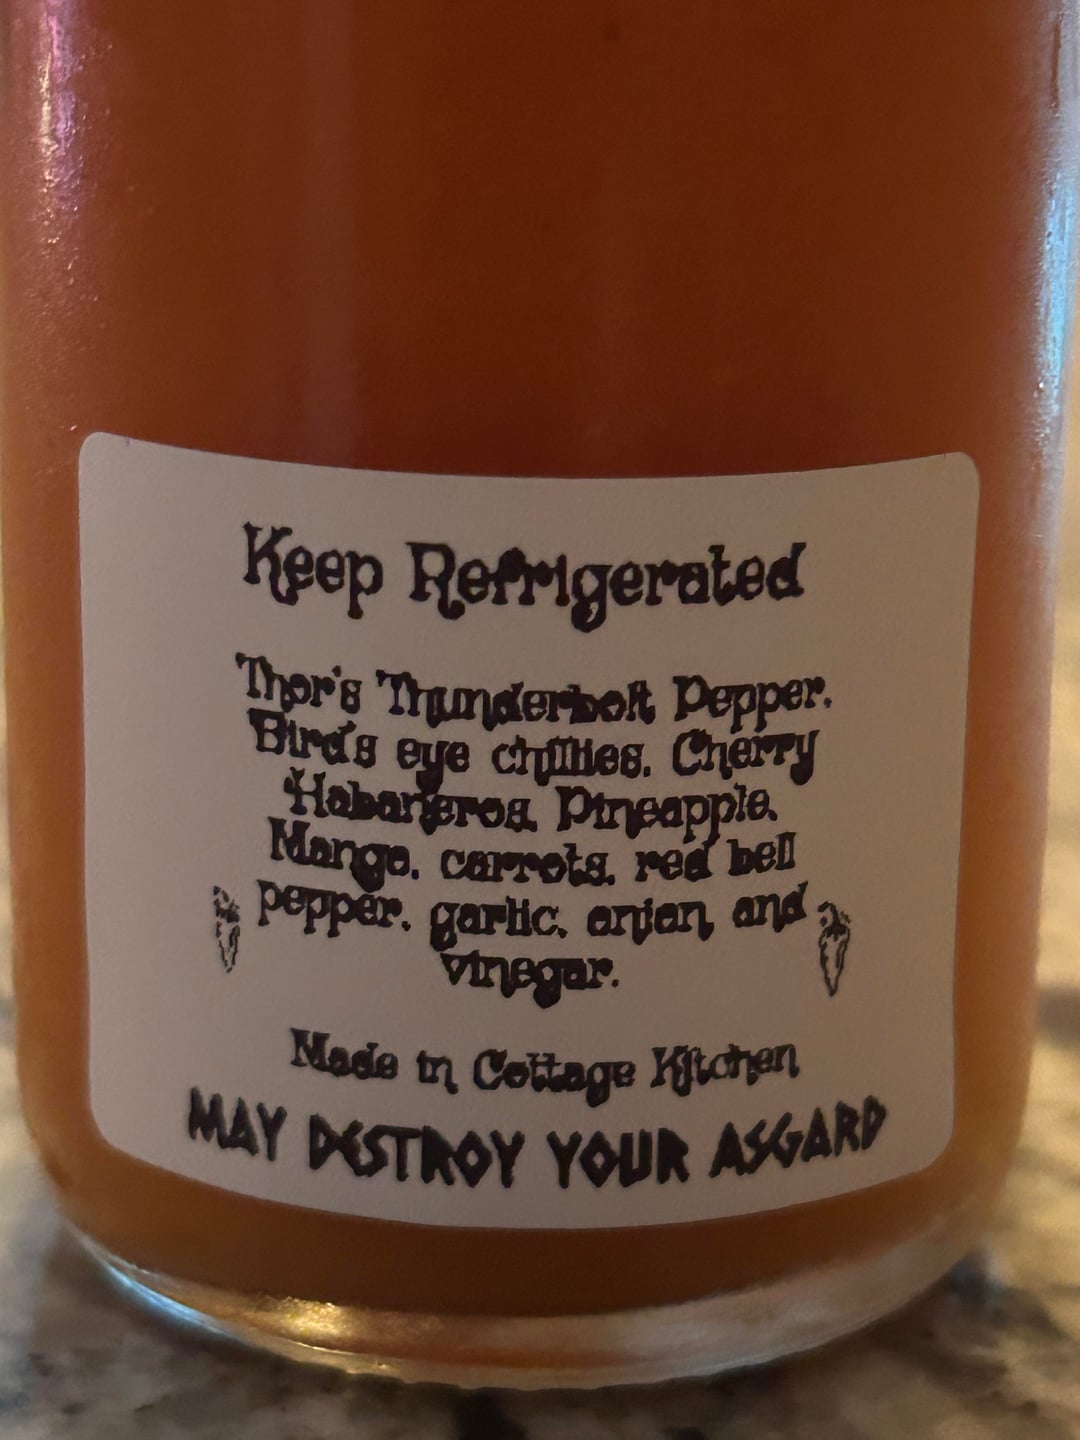 Keep Refrigerated
Thor's Thunderbolt Pepper,
Bird's eye chillies, Cherry
Habaneros, Pineapple,
Mango, carrots, red bell
pepper, garlic, onion, and
vinegar.
Made in Cottage Kitchen
MAY DESTROY YOUR ASGARD